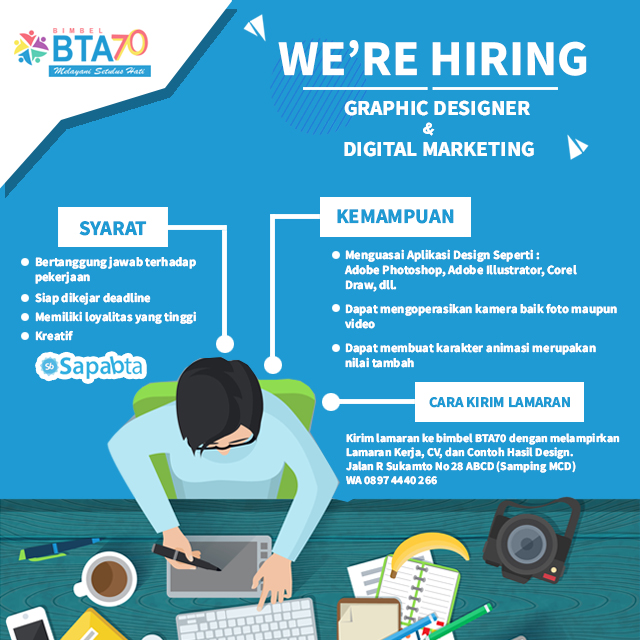 BIMBEL
BTA70
Melayani Setulus Hati
WE'RE HIRING
GRAPHIC DESIGNER
&
DIGITAL MARKETING
SYARAT
Bertanggung jawab terhadap
pekerjaan
Siap dikejar deadline
Memiliki loyalitas yang tinggi
Kreatif
Sb Sapabta
KEMAMPUAN
Menguasai Aplikasi Design Seperti :
Adobe Photoshop, Adobe Illustrator, Corel
Draw, dll.
Dapat mengoperasikan kamera baik foto maupun
video
Dapat membuat karakter animasi merupakan
nilai tambah
CARA KIRIM LAMARAN
Kirim lamaran ke bimbel BTA70 dengan melampirkan
Lamaran Kerja, CV, dan Contoh Hasil Design.
Jalan R Sukamto No 28 ABCD (Samping MCD)
WA 0897 4440 266